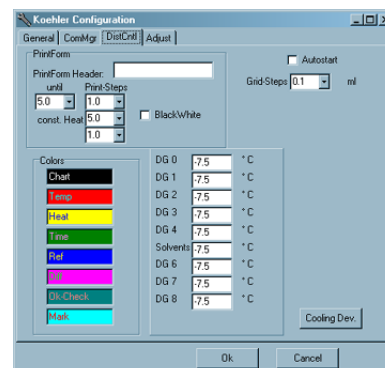 Koehler Configuration
General ComMgr DistCntl Adjust
PrintForm
PrintForm Header:
until Print-Steps
5.0 1.0
const. Heat 5.0
1.0
BlackWhite
Autostart
Grid-Steps 0.1 ml
Colors
Chart
Temp
Heat
Time
Ref
Ok-Check
Mark
DG 0 -7.5 ° C
DG 1 -7.5 ° C
DG 2 -7.5 ° C
DG 3 -7.5 ° C
DG 4 -7.5 ° C
Solvents -7.5 ° C
DG 6 -7.5 ° C
DG 7 -7.5 ° C
DG 8 -7.5 ° C
Cooling Dev.
Ok Cancel